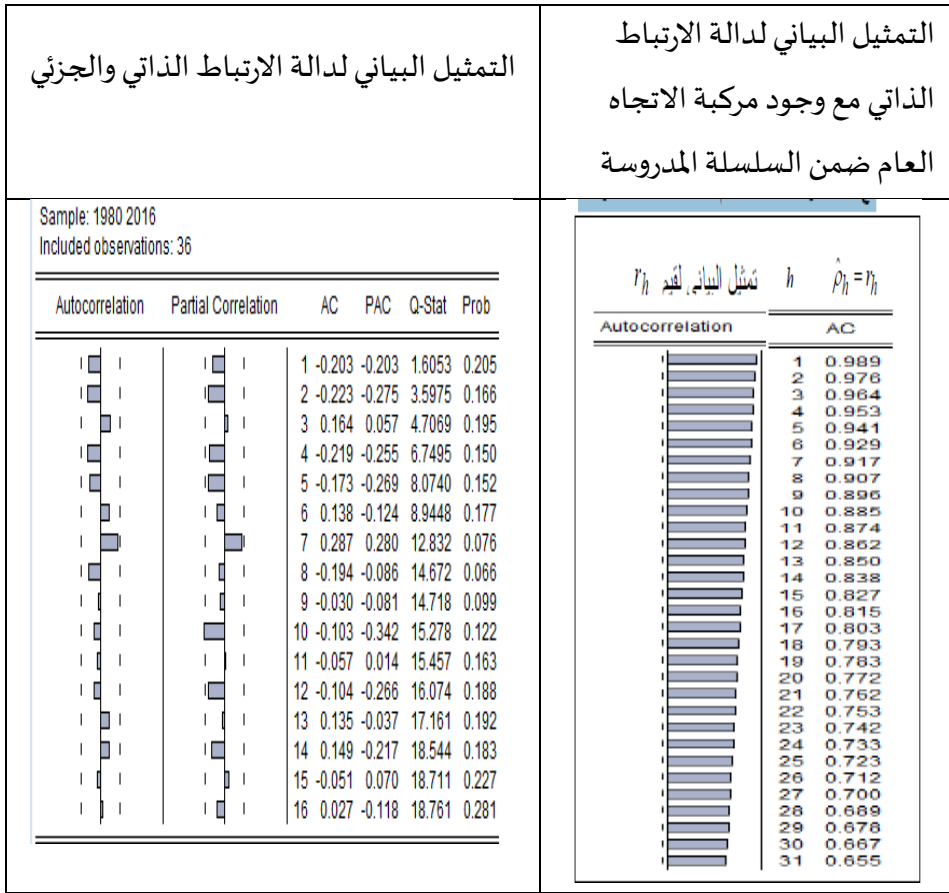 التمثيل البياني لدالة الارتباط
الذاتي مع وجود مركبة الاتجاه
العام ضمن السلسلة المدروسة
التمثيل البياني لدالة الارتباط الذاتي والجزئي
تمثل البياني لقيم r_h h ρ̂_h = r_h
Autocorrelation AC
1 0.989
2 0.976
3 0.964
4 0.953
5 0.941
6 0.929
7 0.917
8 0.907
9 0.896
10 0.885
11 0.874
12 0.862
13 0.850
14 0.838
15 0.827
16 0.815
17 0.803
18 0.793
19 0.783
20 0.772
21 0.762
22 0.753
23 0.742
24 0.733
25 0.723
26 0.712
27 0.700
28 0.689
29 0.678
30 0.667
31 0.655
Sample: 1980 2016
Included observations: 36
Autocorrelation Partial Correlation AC PAC Q-Stat Prob
1 -0.203 -0.203 1.6053 0.205
2 -0.223 -0.275 3.5975 0.166
3 0.164 0.057 4.7069 0.195
4 -0.219 -0.255 6.7495 0.150
5 -0.173 -0.269 8.0740 0.152
6 0.138 -0.124 8.9448 0.177
7 0.287 0.280 12.832 0.076
8 -0.194 -0.086 14.672 0.066
9 -0.030 -0.081 14.718 0.099
10 -0.103 -0.342 15.278 0.122
11 -0.057 0.014 15.457 0.163
12 -0.104 -0.266 16.074 0.188
13 0.135 -0.037 17.161 0.192
14 0.149 -0.217 18.544 0.183
15 -0.051 0.070 18.711 0.227
16 0.027 -0.118 18.761 0.281